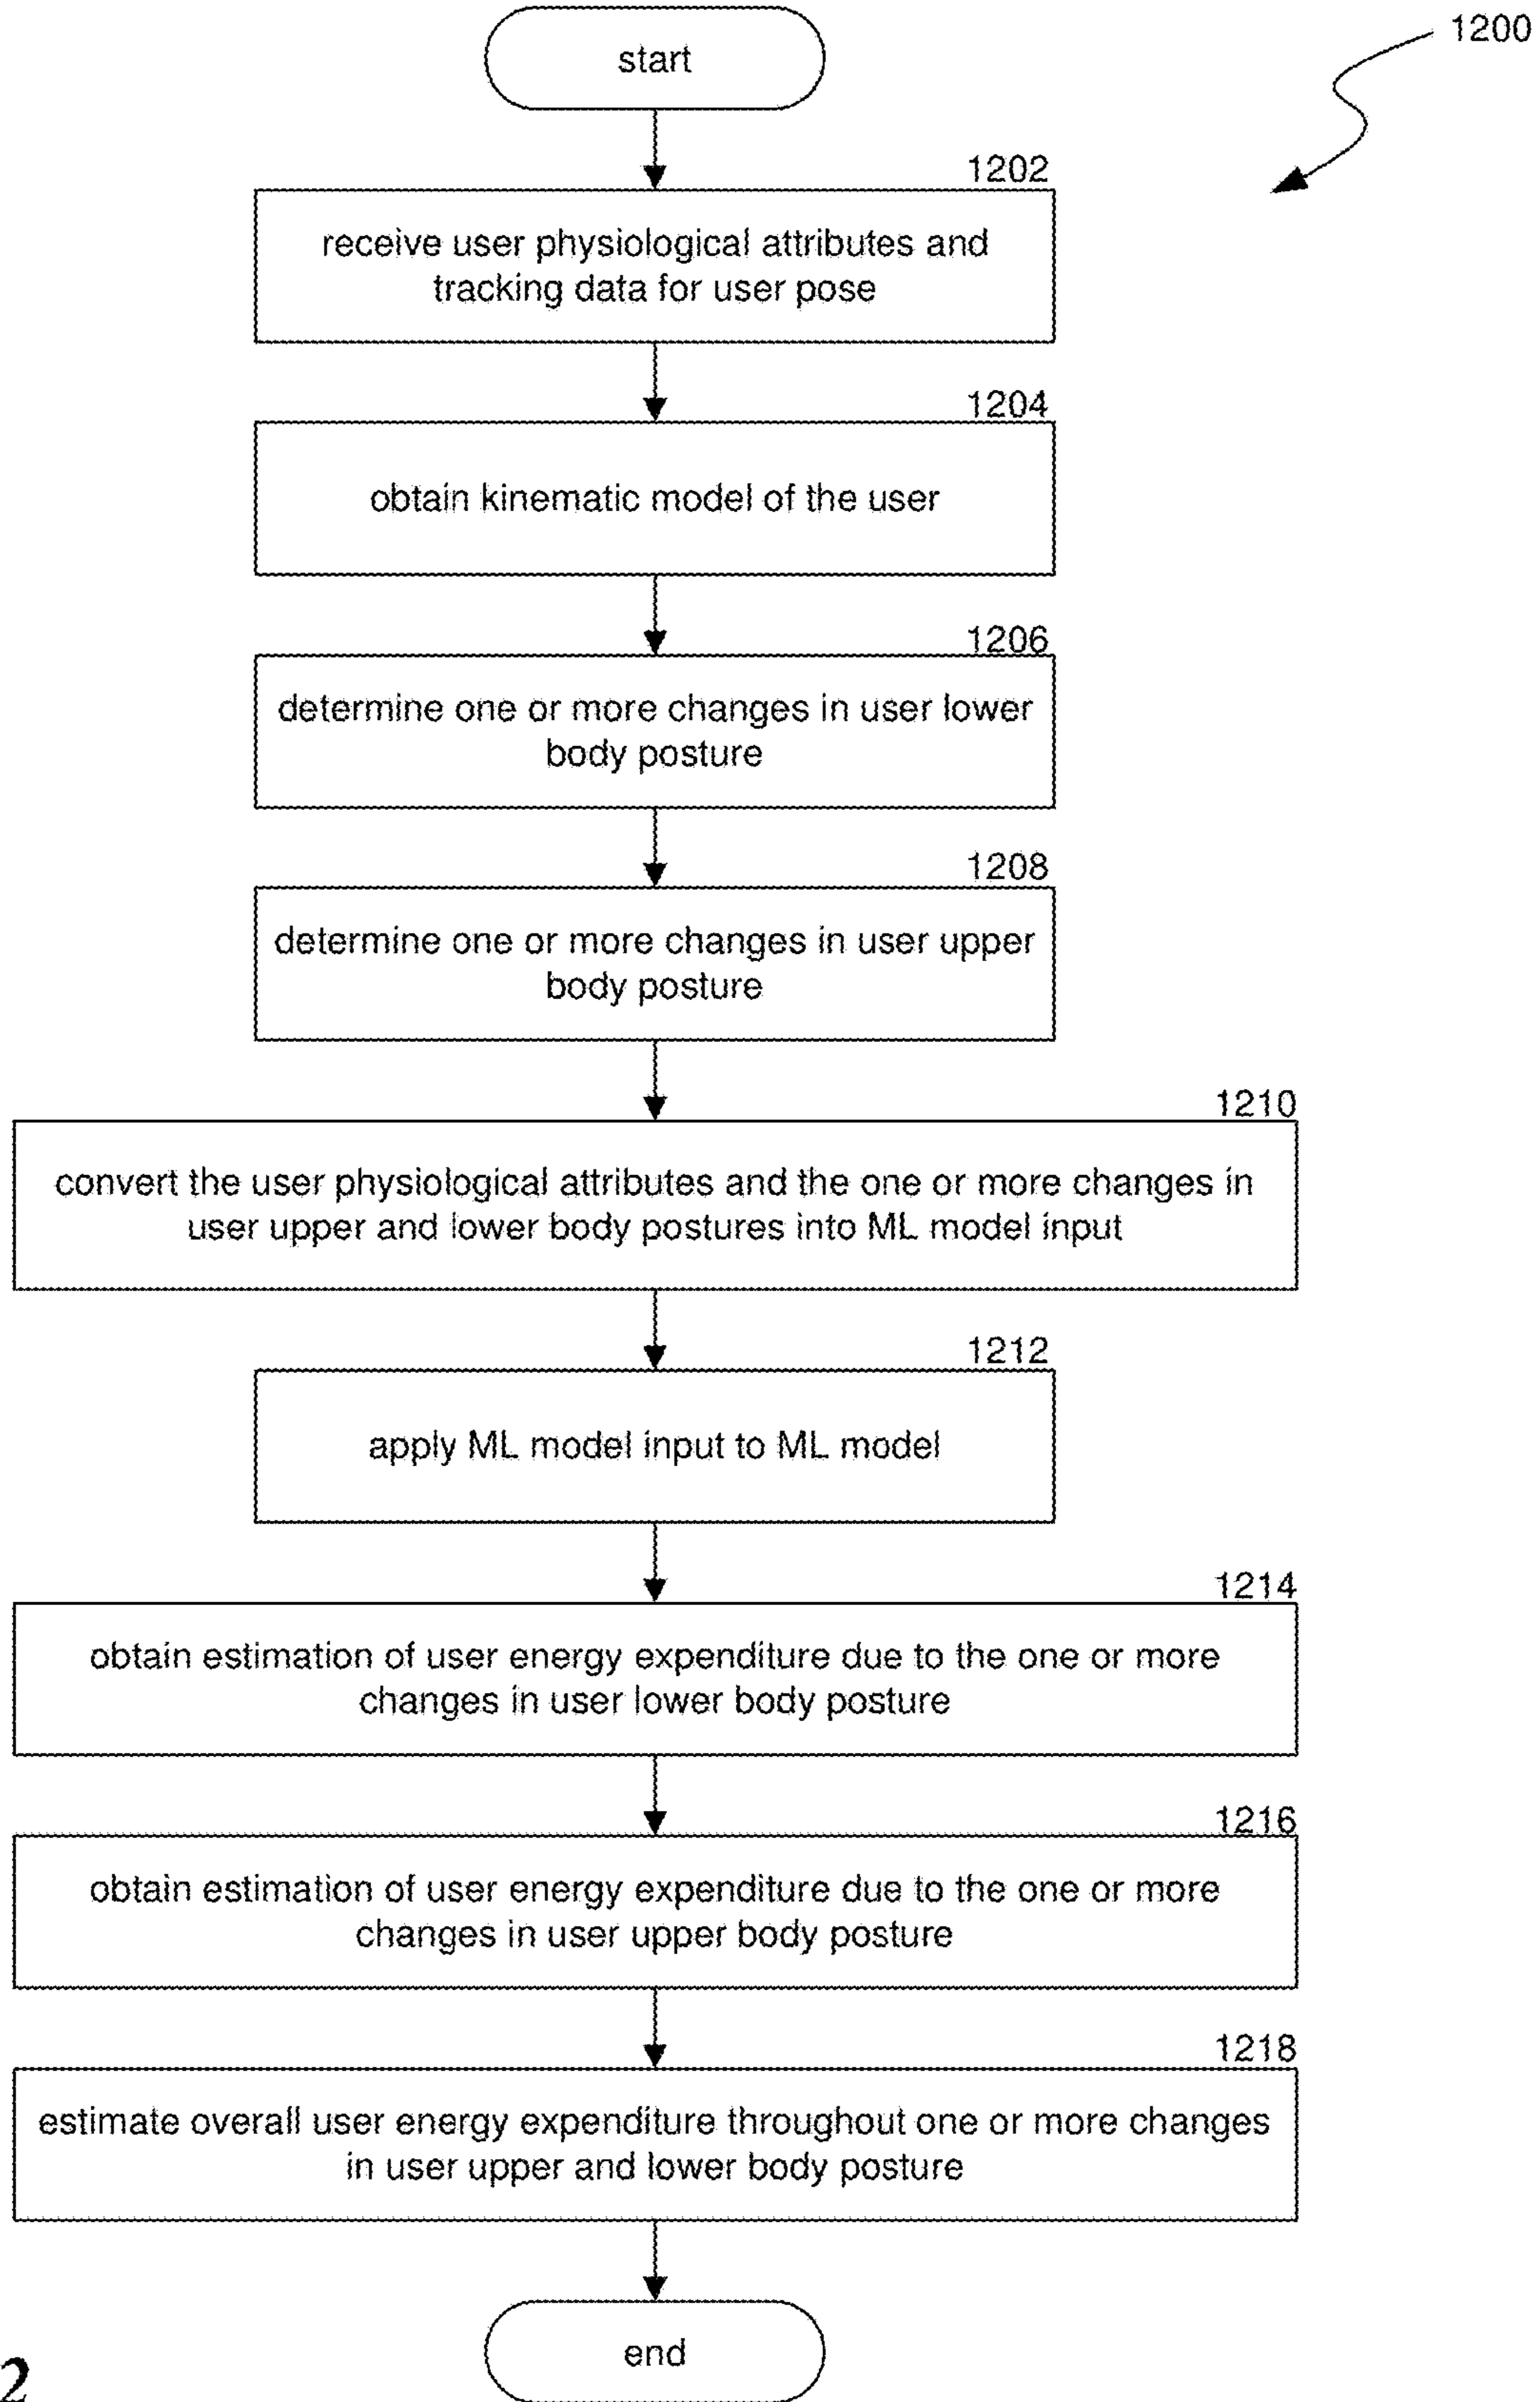 start
1200
1202
receive user physiological attributes and
tracking data for user pose
1204
obtain kinematic model of the user
1206
determine one or more changes in user lower
body posture
1208
determine one or more changes in user upper
body posture
1210
convert the user physiological attributes and the one or more changes in
user upper and lower body postures into ML model input
1212
apply ML model input to ML model
1214
obtain estimation of user energy expenditure due to the one or more
changes in user lower body posture
1216
obtain estimation of user energy expenditure due to the one or more
changes in user upper body posture
1218
estimate overall user energy expenditure throughout one or more changes
in user upper and lower body posture
end
2